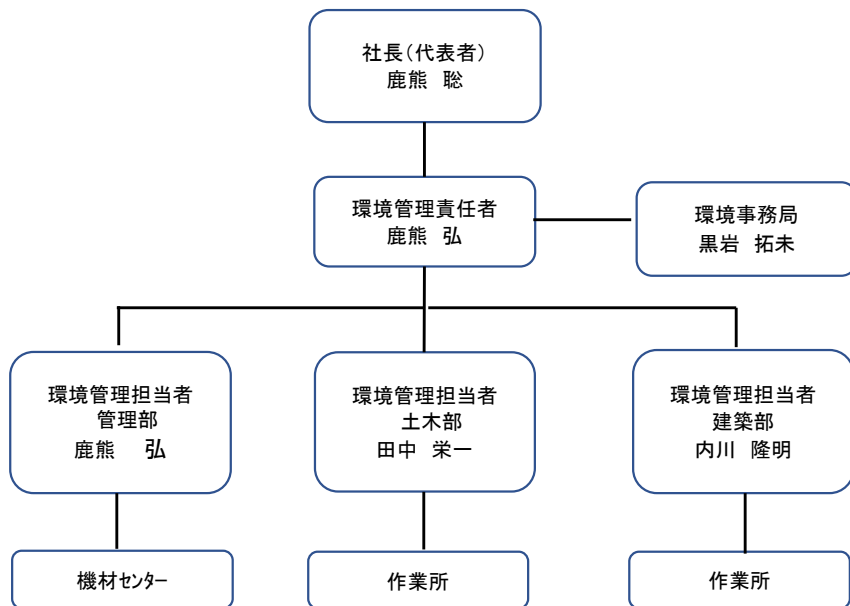 社長(代表者)
鹿熊 聡
環境管理責任者
鹿熊 弘
環境事務局
黒岩 拓未
環境管理担当者
管理部
鹿熊 弘
環境管理担当者
土木部
田中 栄一
環境管理担当者
建築部
内川 隆明
機材センター
作業所
作業所